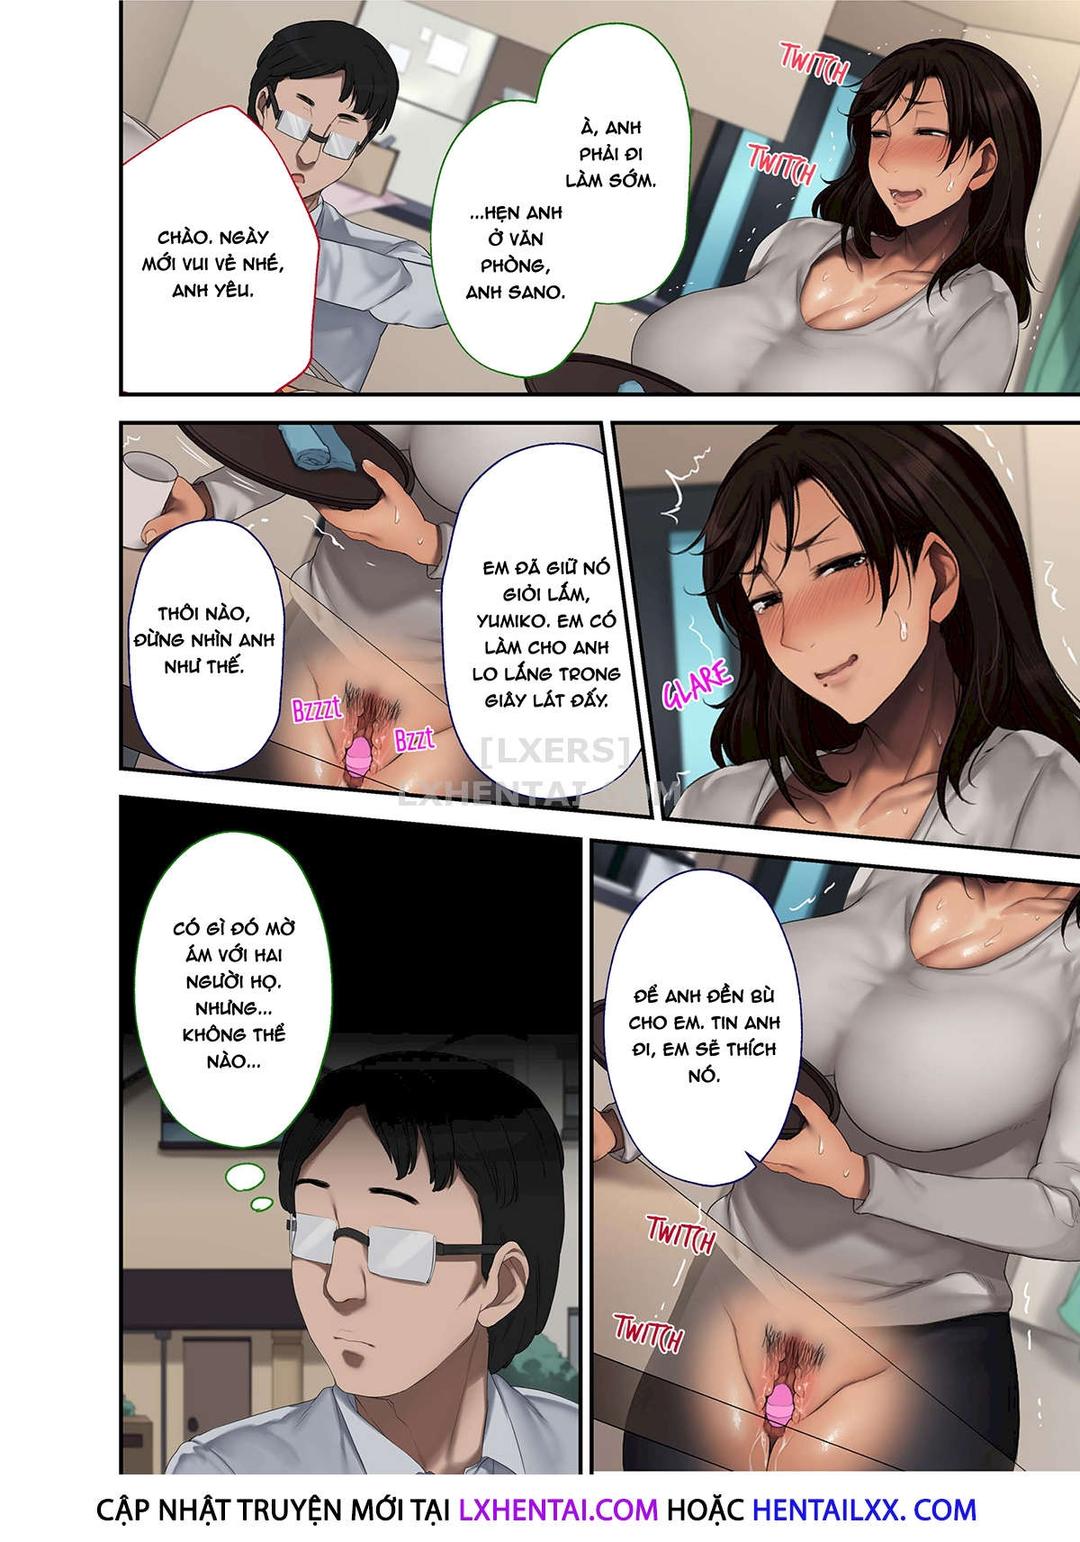 TWITCH
TWITCH
À, ANH
PHẢI ĐI
LÀM SỚM.
...HẸN ANH
Ở VĂN
PHÒNG,
ANH SANO.
CHÀO. NGÀY
MỚI VUI VẺ NHÉ,
ANH YÊU.
THÔI NÀO,
ĐỪNG NHÌN ANH
NHƯ THẾ.
Bzzzt
Bzzt
EM ĐÃ GIỮ NÓ
GIỎI LẮM,
YUMIKO. EM CÓ
LÀM CHO ANH
LO LẮNG TRONG
GIÂY LÁT ĐẤY.
GLARE
[LXERS]
LXHENTAI.COM
CÓ GÌ ĐÓ MỜ
ÁM VỚI HAI
NGƯỜI HỌ.
NHƯNG...
KHÔNG THỂ
NÀO...
ĐỂ ANH ĐỀN BÙ
CHO EM. TIN ANH
ĐI, EM SẼ THÍCH
NÓ.
TWITCH
TWITCH
CẬP NHẬT TRUYỆN MỚI TẠI LXHENTAI.COM HOẶC HENTAILXX. COM